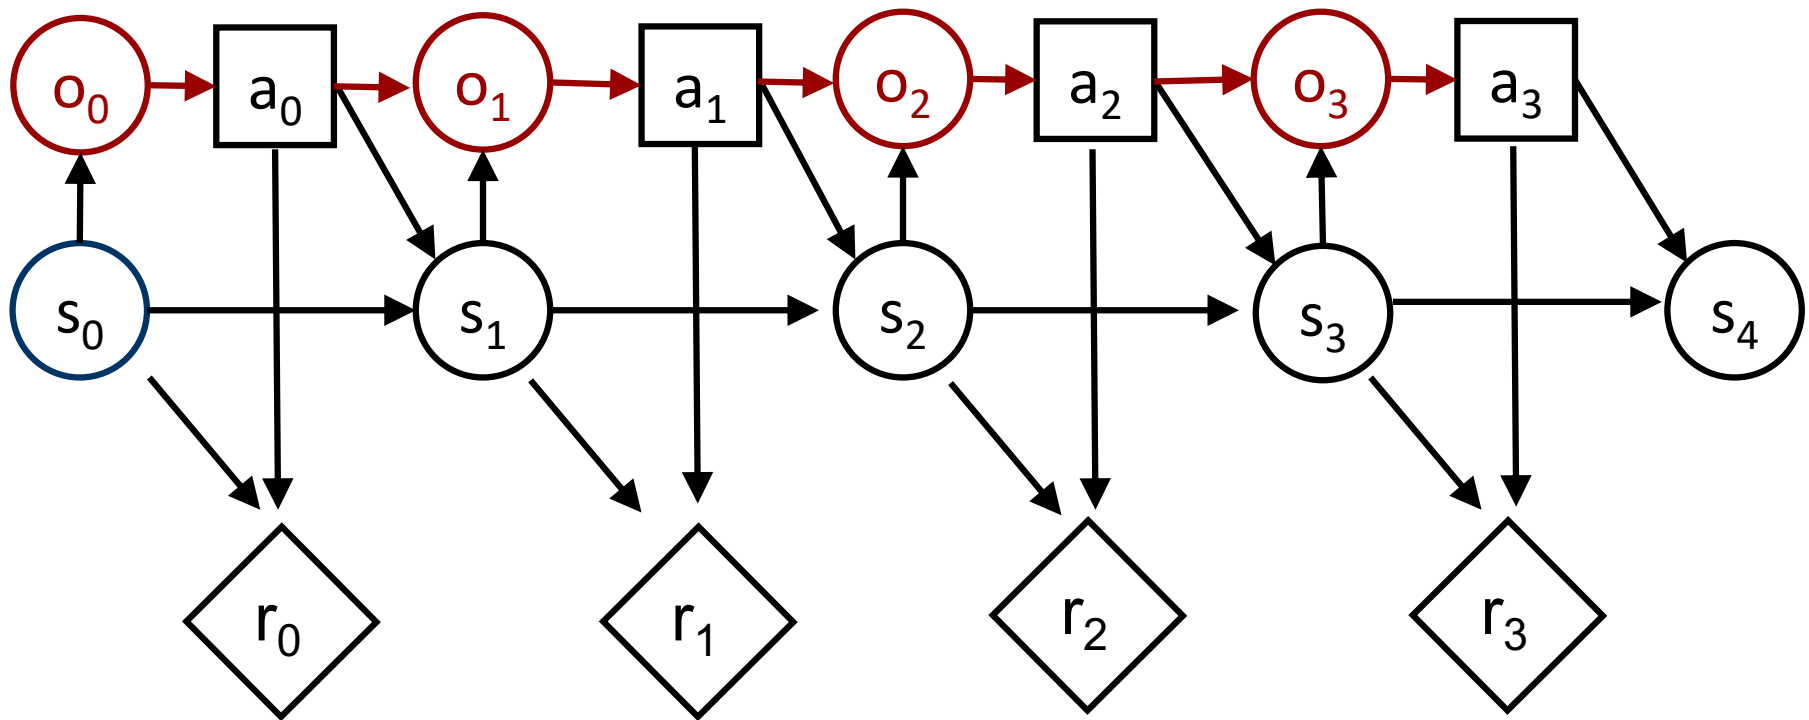 o₀ a₀ o₁ a₁ o₂ a₂ o₃ a₃
s₀ s₁ s₂ s₃ s₄
r₀ r₁ r₂ r₃